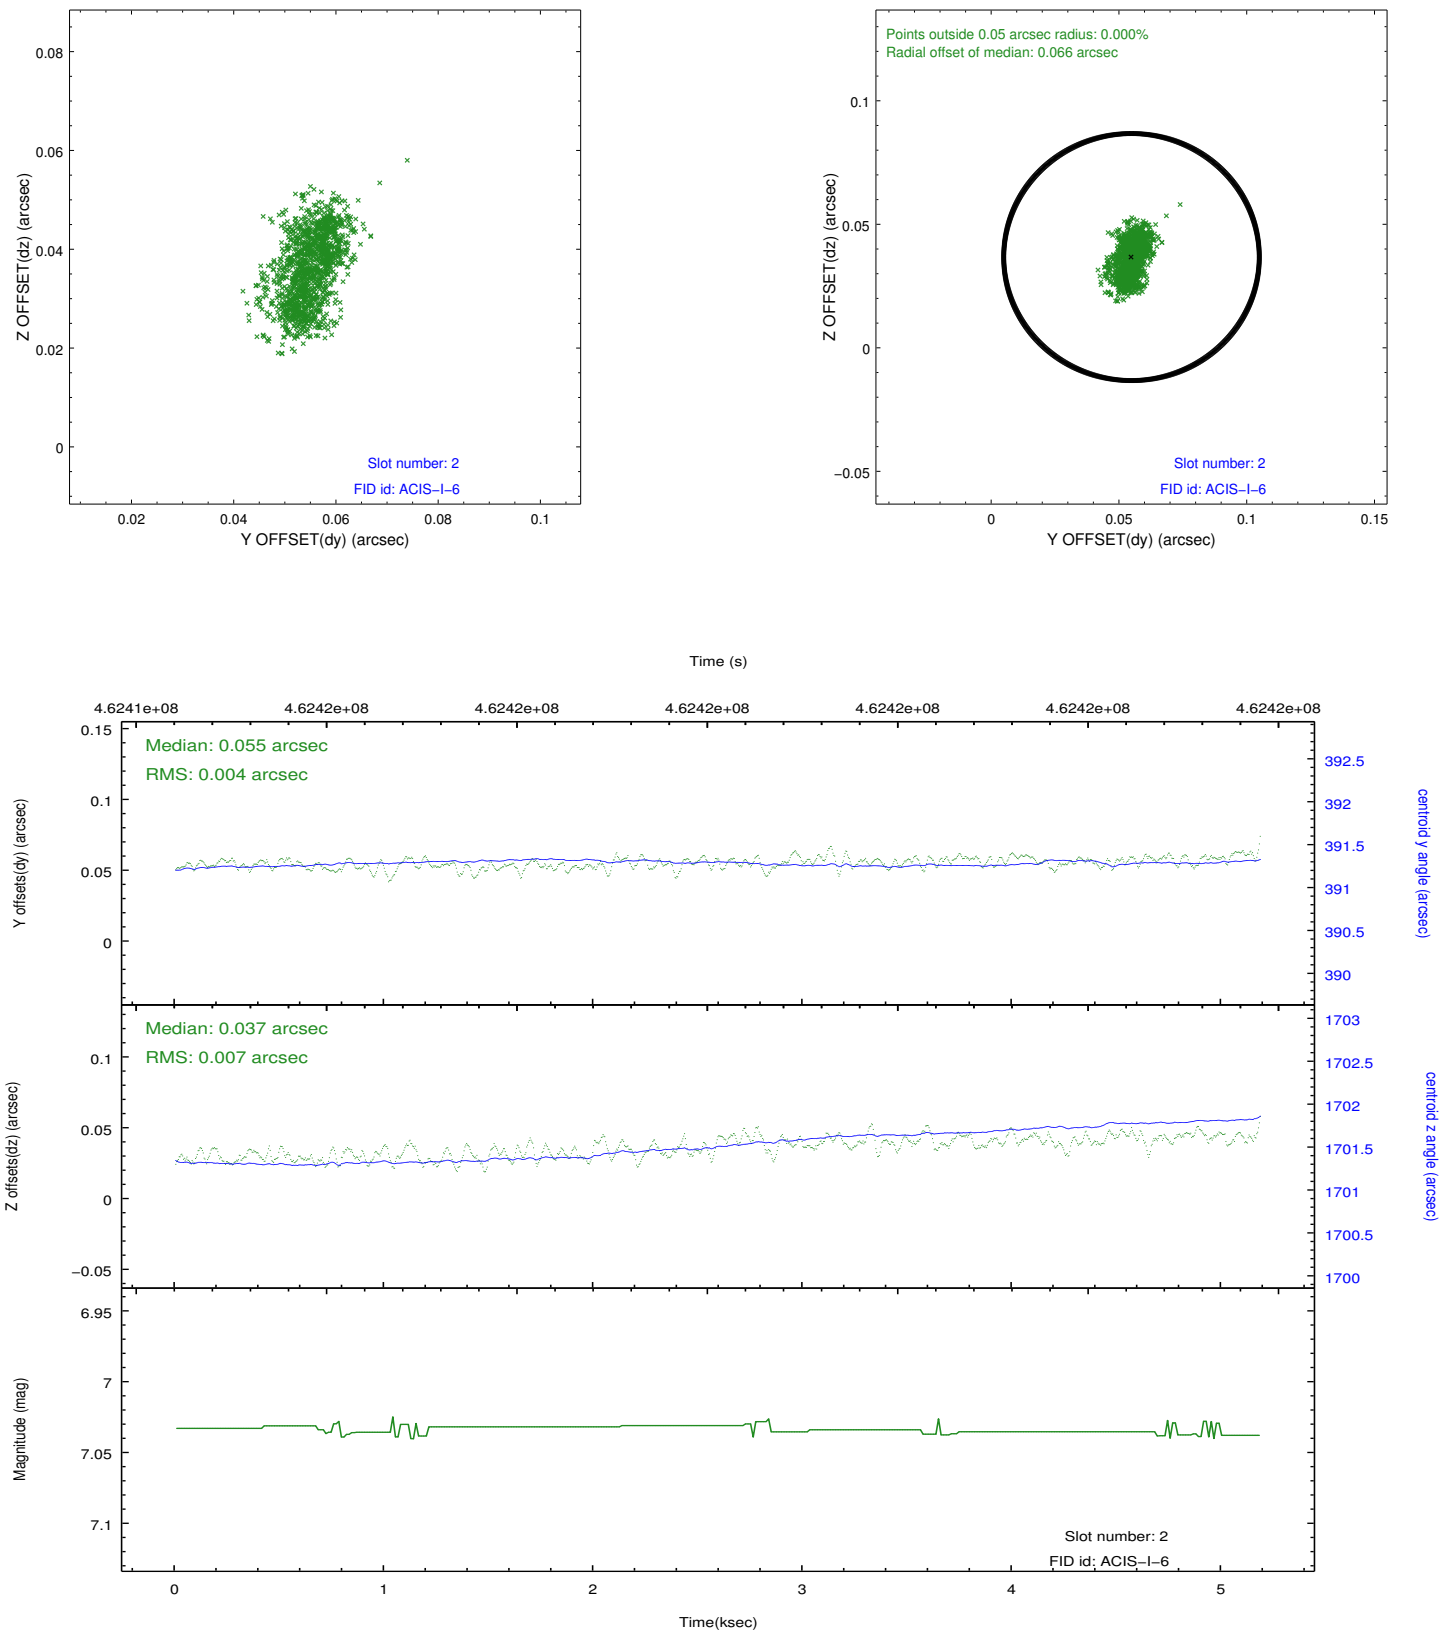 0.08
0.06
0.04
0.02
0
Z OFFSET(dz) (arcsec)
Slot number: 2
FID id: ACIS−I−6
0.02 0.04 0.06 0.08 0.1
Y OFFSET(dy) (arcsec)
Points outside 0.05 arcsec radius: 0.000%
Radial offset of median: 0.066 arcsec
0.1
0.05
0
−0.05
Z OFFSET(dz) (arcsec)
Slot number: 2
FID id: ACIS−I−6
0 0.05 0.1 0.15
Y OFFSET(dy) (arcsec)
Time (s)
4.6241e+08 4.6242e+08 4.6242e+08 4.6242e+08 4.6242e+08 4.6242e+08 4.6242e+08
Median: 0.055 arcsec
RMS: 0.004 arcsec
0.15
0.1
0.05
0
Y offsets(dy) (arcsec)
392.5
392
391.5
391
390.5
390
centroid y angle (arcsec)
Median: 0.037 arcsec
RMS: 0.007 arcsec
0.1
0.05
0
−0.05
Z offsets(dz) (arcsec)
1703
1702.5
1702
1701.5
1701
1700.5
1700
centroid z angle (arcsec)
6.95
7
7.05
7.1
Magnitude (mag)
Slot number: 2
FID id: ACIS−I−6
0 1 2 3 4 5
Time(ksec)